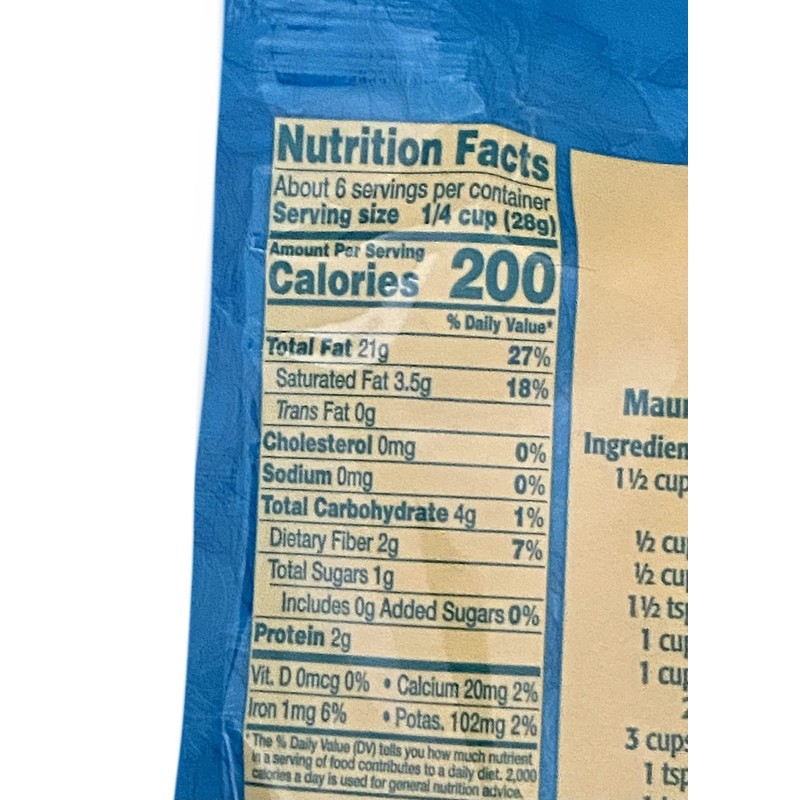 Nutrition Facts
About 6 servings per container
Serving size 1/4 cup (28g)
Amount Per Serving
Calories 200
% Daily Value*
Total Fat 21g 27%
Saturated Fat 3.5g 18%
Trans Fat 0g
Cholesterol 0mg 0%
Sodium 0mg 0%
Total Carbohydrate 4g 1%
Dietary Fiber 2g 7%
Total Sugars 1g
Includes 0g Added Sugars 0%
Protein 2g
Vit. D 0mcg 0% • Calcium 20mg 2%
Iron 1mg 6% • Potas. 102mg 2%
*The % Daily Value (DV) tells you how much nutrient
in a serving of food contributes to a daily diet. 2,000
calories a day is used for general nutrition advice.
Mau
Ingredien
1½ cup
½ cu
½ cu
1½ ts
1 cup
1 cup
3 cups
1 tsp